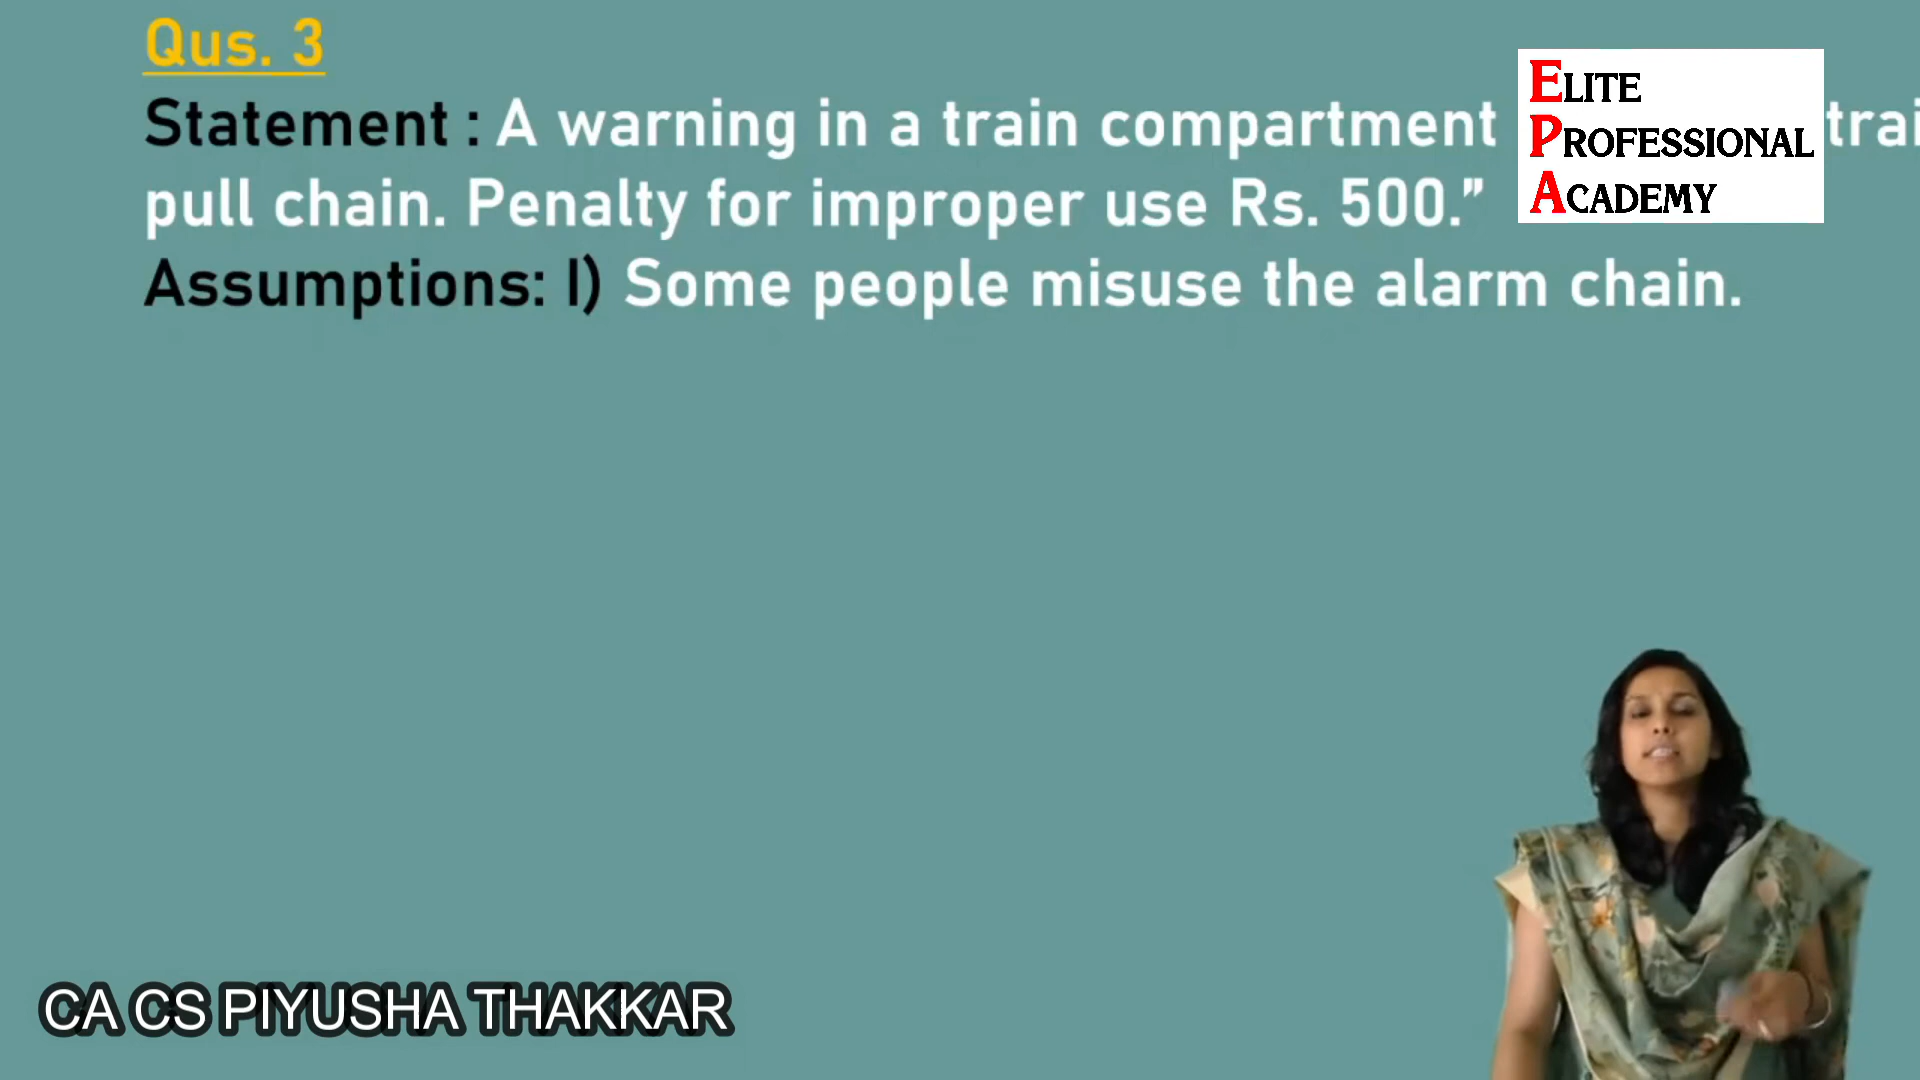 Qus. 3
Statement : A warning in a train compartment trai
pull chain. Penalty for improper use Rs. 500.”
Assumptions: I) Some people misuse the alarm chain.
ELITE
PROFESSIONAL
ACADEMY
CA CS PIYUSHA THAKKAR